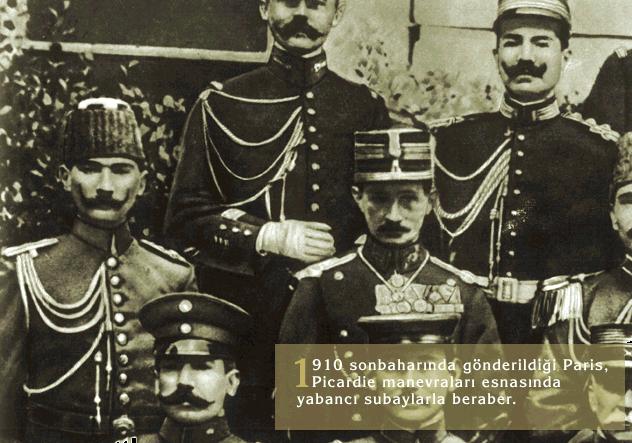 1910 sonbaharında gönderildiği Paris,
Picardie manevraları esnasında
yabancı subaylarla beraber.